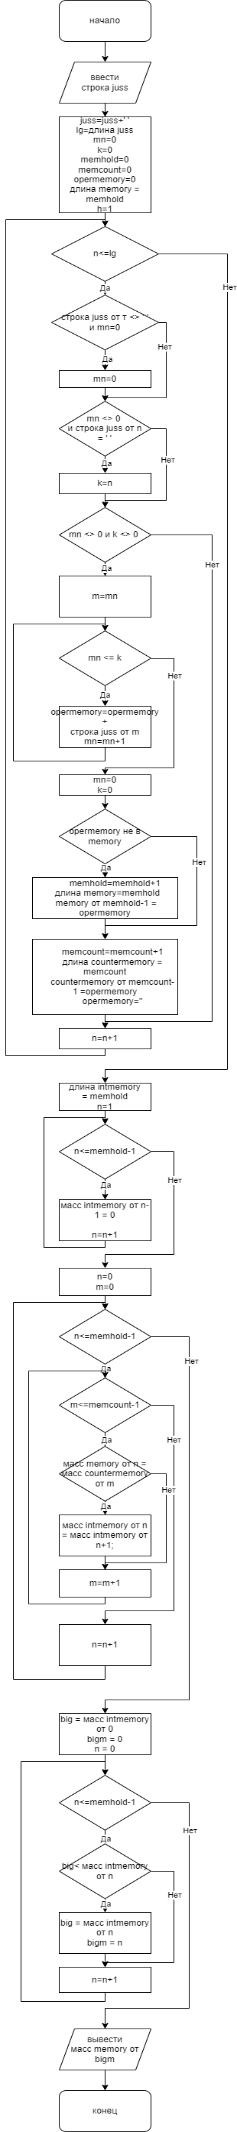 начало
ввести
строка juss
juss=juss+' '
lg=длина juss
mn=0
k=0
memhold=0
memcount=0
opermemory=0
длина memory =
memhold
h=1
n<=lg
Да
Нет
строка juss от т <> ' '
и mn=0
Да
Нет
mn=0
mn <> 0
и строка juss от n
= ' '
Да
Нет
k=n
mn <> 0 и k <> 0
Да
Нет
m=mn
mn <= k
Да
Нет
opermemory=opermemory
+
строка juss от m
mn=mn+1
mn=0
k=0
opermemory не в
memory
Да
Нет
memhold=memhold+1
длина memory=memhold
memory от memhold-1 =
opermemory
memcount=memcount+1
длина countermemory =
memcount
countermemory от memcount-
1 =opermemory
opermemory=''
n=n+1
длина intmemory
= memhold
n=1
n<=memhold-1
Да
Нет
масс intmemory от n-
1 = 0
n=n+1
n=0
m=0
n<=memhold-1
Да
Нет
m<=memcount-1
Да
Нет
масс memory от n =
масс countermemory
от m
Да
Нет
масс intmemory от n
= масс intmemory от
n+1;
m=m+1
n=n+1
big = масс intmemory
от 0
bigm = 0
n = 0
n<=memhold-1
Да
Нет
big< масс intmemory
от n
Да
Нет
big = масс intmemory
от n
bigm = n
n=n+1
вывести
масс memory от
bigm
конец